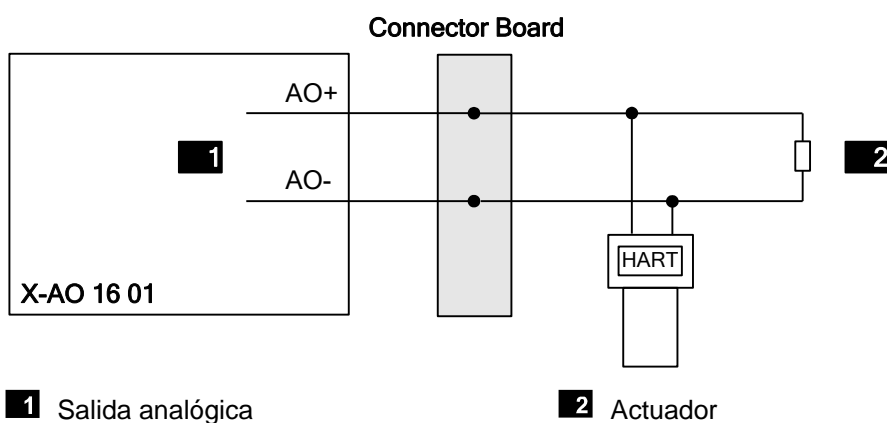 Connector Board
AO+
1
2
AO-
HART
X-AO 16 01
1 Salida analógica
2 Actuador